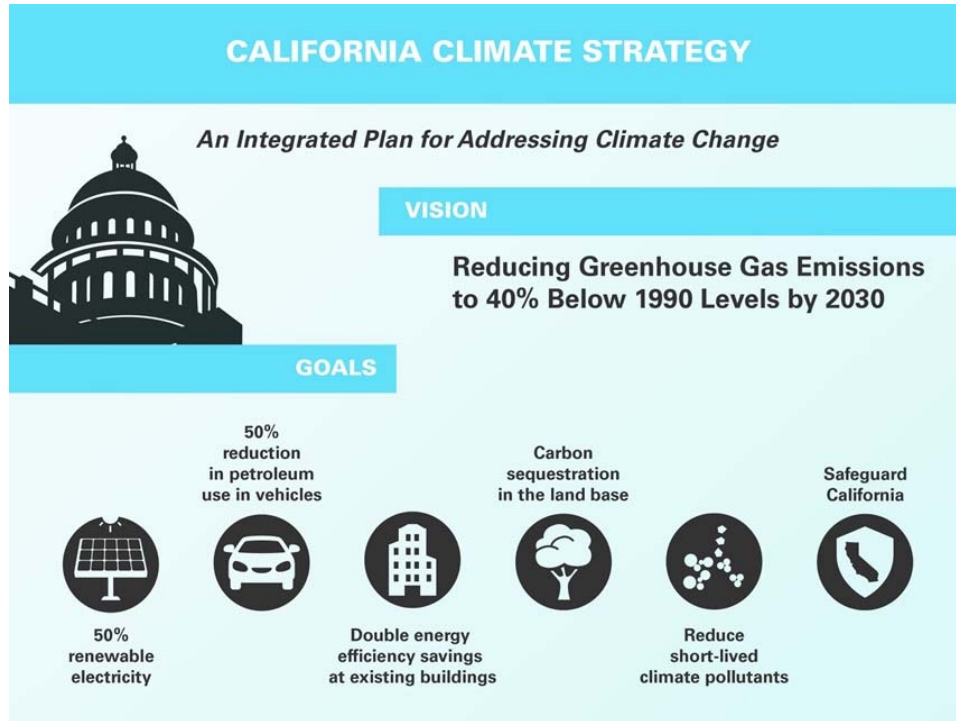 CALIFORNIA CLIMATE STRATEGY
An Integrated Plan for Addressing Climate Change
VISION
Reducing Greenhouse Gas Emissions
to 40% Below 1990 Levels by 2030
GOALS
50%
renewable
electricity
50%
reduction
in petroleum
use in vehicles
Double energy
efficiency savings
at existing buildings
Carbon
sequestration
in the land base
Reduce
short-lived
climate pollutants
Safeguard
California